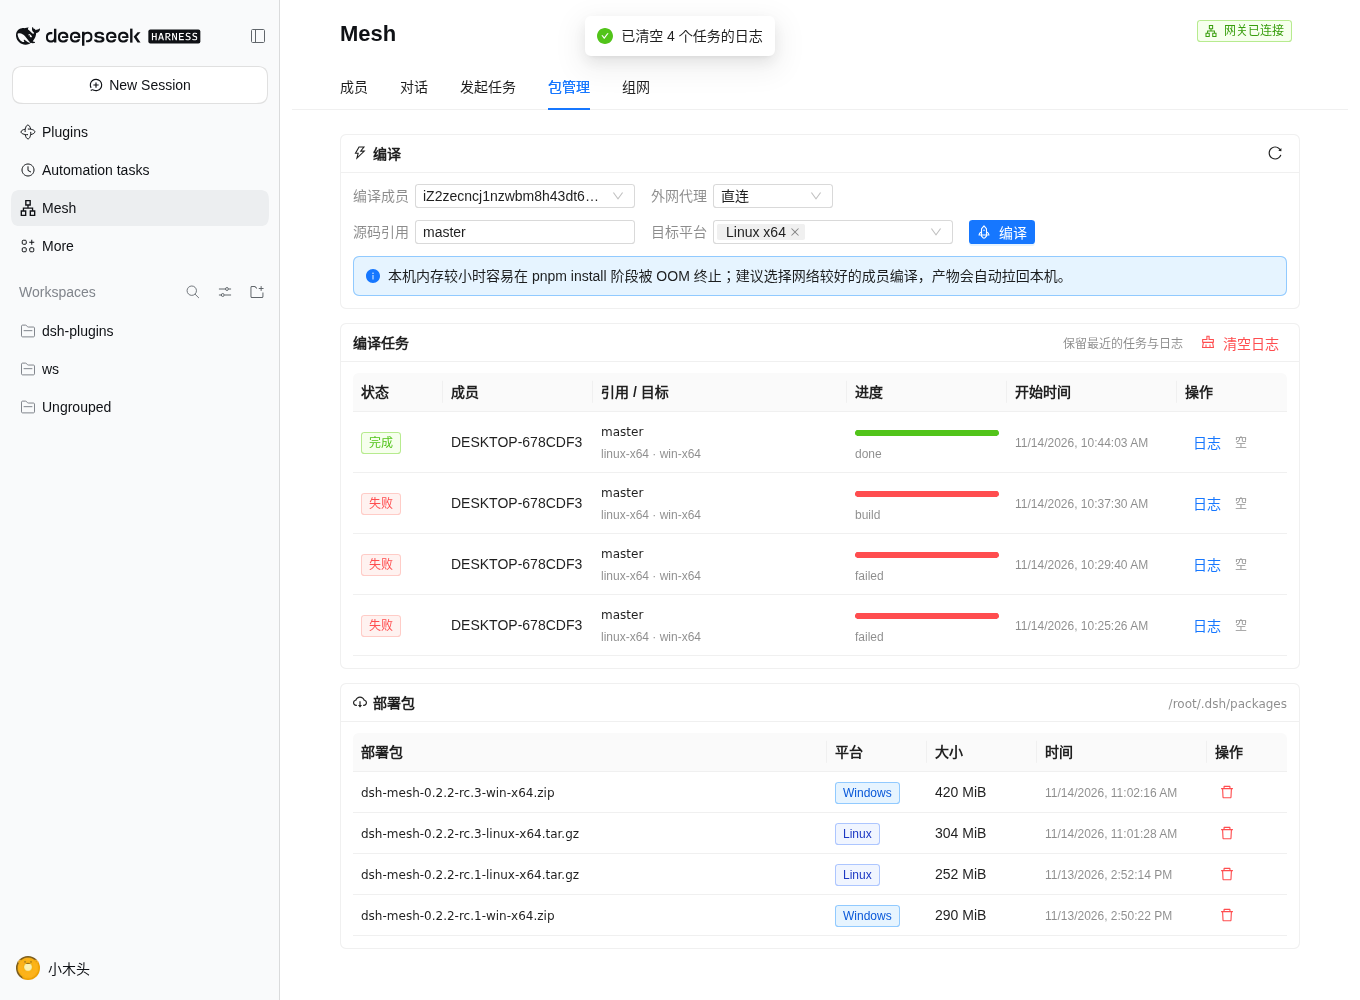 deepseek HARNESS
New Session
Plugins
Automation tasks
Mesh
More
Workspaces
dsh-plugins
ws
Ungrouped
小木头
Mesh
已清空 4 个任务的日志
网关已连接
成员 对话 发起任务 包管理 组网
编译
编译成员 iZ2zecncj1nzwbm8h43dt6… 外网代理 直连
源码引用 master 目标平台 Linux x64 编译
本机内存较小时容易在 pnpm install 阶段被 OOM 终止；建议选择网络较好的成员编译，产物会自动拉回本机。
编译任务 保留最近的任务与日志 清空日志
状态 成员 引用 / 目标 进度 开始时间 操作
完成 DESKTOP-678CDF3 master linux-x64 · win-x64 done 11/14/2026, 10:44:03 AM 日志 空
失败 DESKTOP-678CDF3 master linux-x64 · win-x64 build 11/14/2026, 10:37:30 AM 日志 空
失败 DESKTOP-678CDF3 master linux-x64 · win-x64 failed 11/14/2026, 10:29:40 AM 日志 空
失败 DESKTOP-678CDF3 master linux-x64 · win-x64 failed 11/14/2026, 10:25:26 AM 日志 空
部署包 /root/.dsh/packages
部署包 平台 大小 时间 操作
dsh-mesh-0.2.2-rc.3-win-x64.zip Windows 420 MiB 11/14/2026, 11:02:16 AM
dsh-mesh-0.2.2-rc.3-linux-x64.tar.gz Linux 304 MiB 11/14/2026, 11:01:28 AM
dsh-mesh-0.2.2-rc.1-linux-x64.tar.gz Linux 252 MiB 11/13/2026, 2:52:14 PM
dsh-mesh-0.2.2-rc.1-win-x64.zip Windows 290 MiB 11/13/2026, 2:50:22 PM